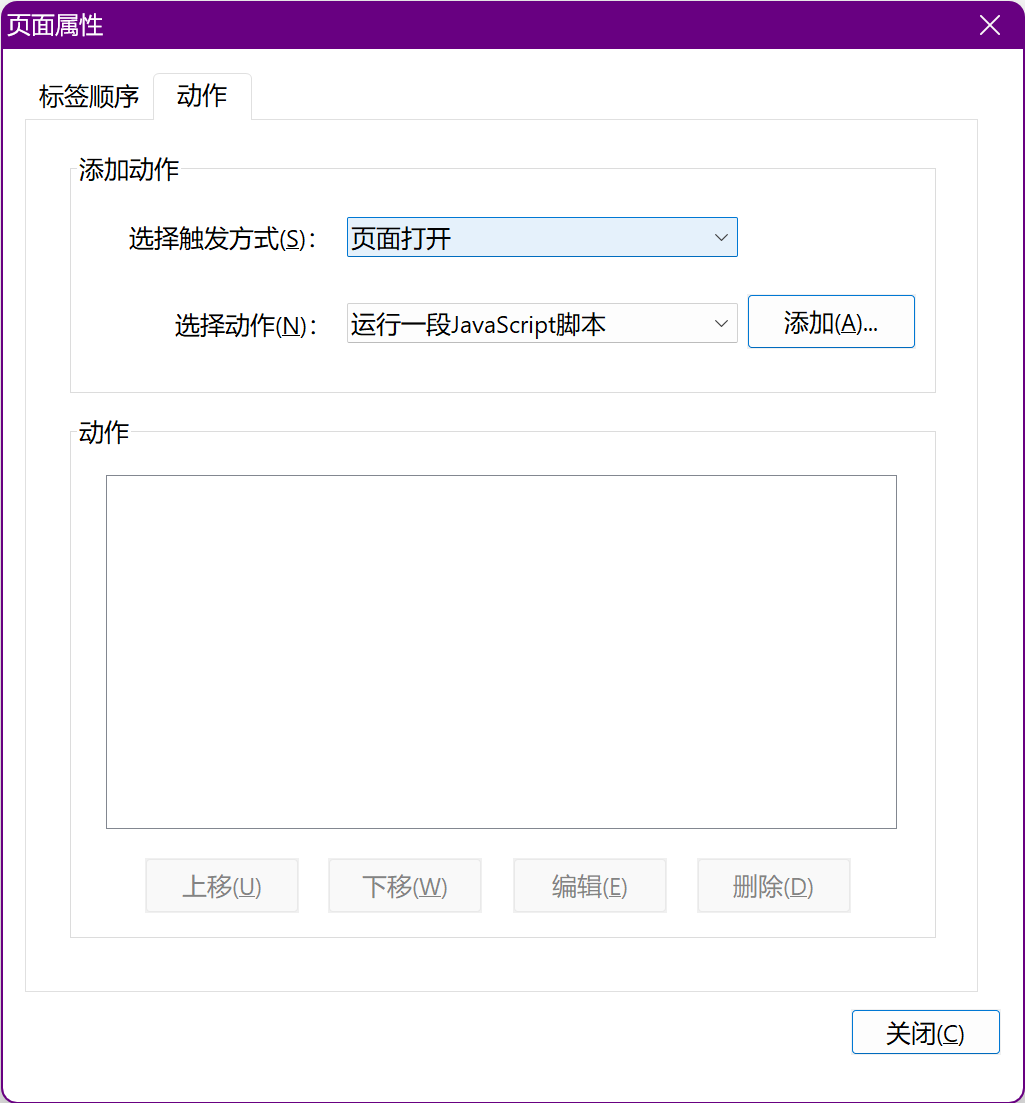 页面属性
标签顺序 动作
添加动作
选择触发方式(S): 页面打开
选择动作(N): 运行一段JavaScript脚本 添加(A)...
动作
上移(U) 下移(W) 编辑(E) 删除(D)
关闭(C)